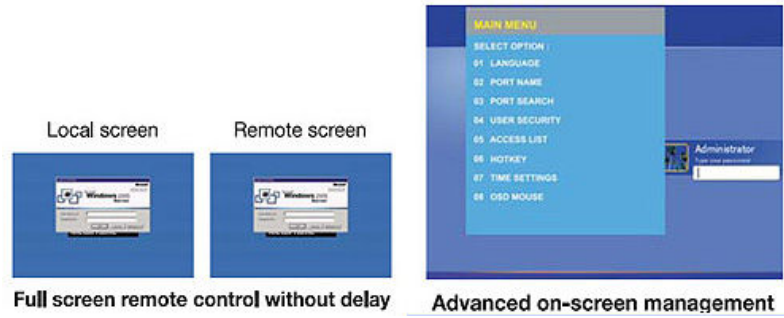 Local screen
Remote screen
Windows
Windows
Full screen remote control without delay
MAIN MENU
SELECT OPTION :
01 LANGUAGE
02 PORT NAME
03 PORT SEARCH
04 USER SECURITY
05 ACCESS LIST
06 HOTKEY
07 TIME SETTINGS
08 OSD MOUSE
Administrator
Type your password
Advanced on-screen management